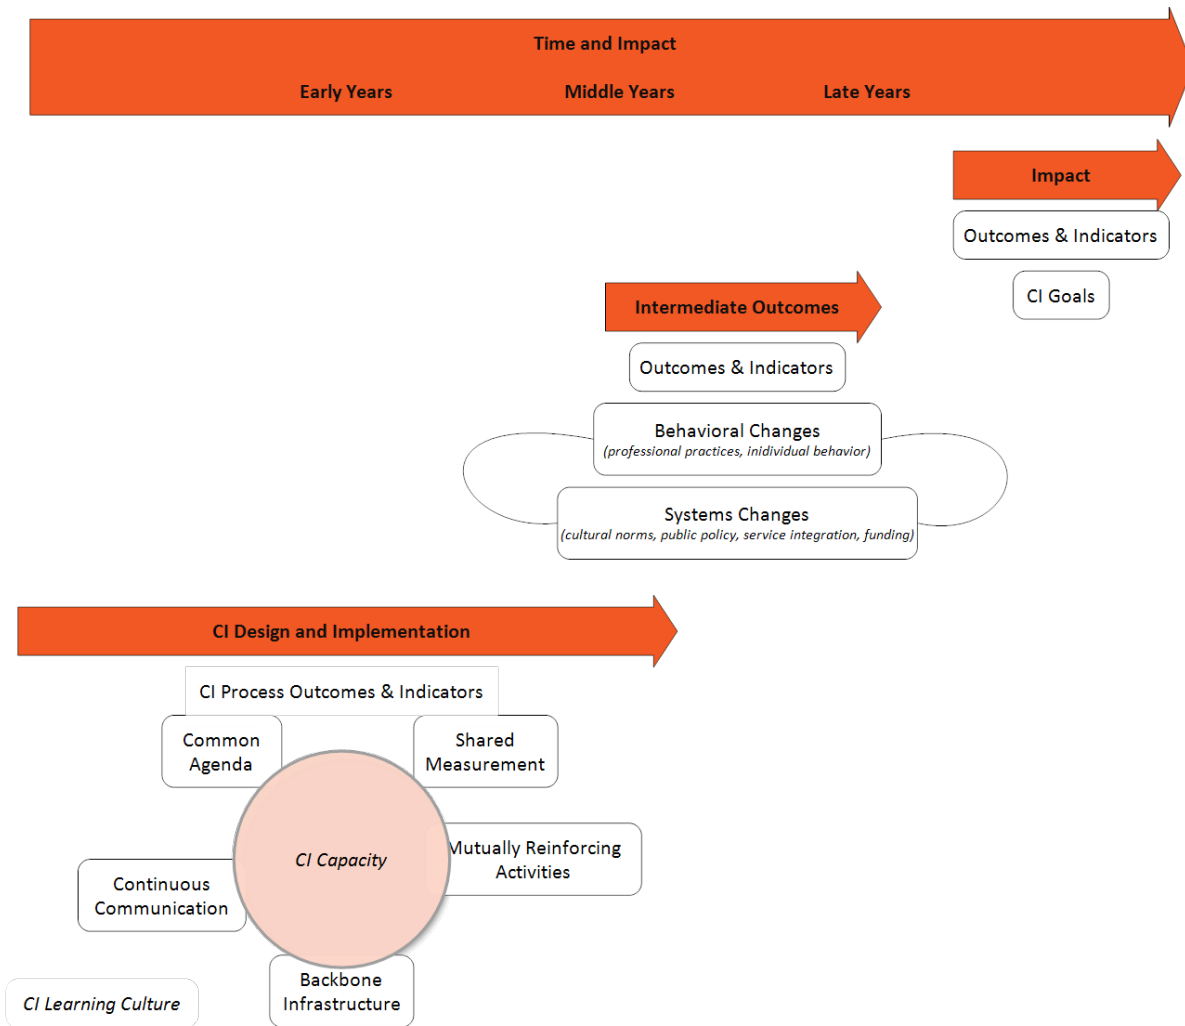 Time and Impact
Early Years Middle Years Late Years
Impact
Outcomes & Indicators
CI Goals
Intermediate Outcomes
Outcomes & Indicators
Behavioral Changes
(professional practices, inidividual behavior)
Systems Changes
(cultural norms, public policy, service integration, funding)
CI Design and Implementation
CI Process Outcomes & Indicators
Common
Agenda
Shared
Measurement
CI Capacity
Mutually Reinforcing
Activities
Continuous
Communication
Backbone
Infrastructure
CI Learning Culture